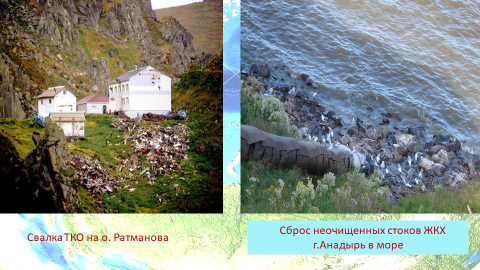 Свалка ТКО на о. Ратманова
Сброс неочищенных стоков ЖКХ
г.Анадырь в море